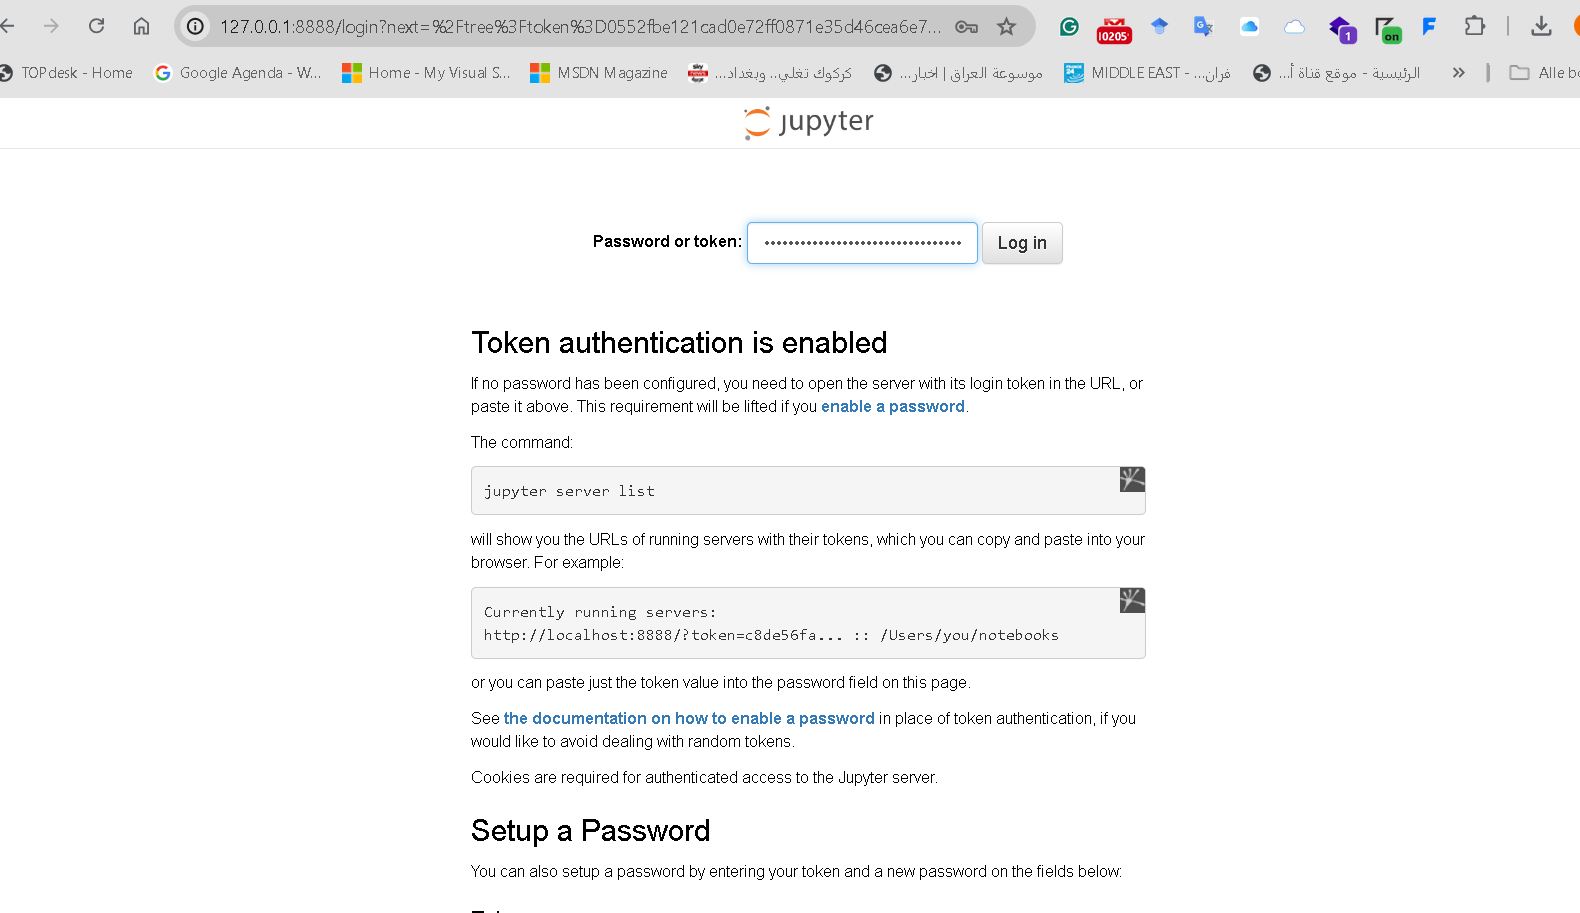 127.0.0.1:8888/login?next=%2Ftree%3Ftoken%3D0552fbe121cad0e72ff0871e35d46cea6e7...
10205
1
on
TOPdesk - Home
Google Agenda - W...
Home - My Visual S...
MSDN Magazine
sky news
كركوك تغلي.. وبغداد...
موسوعة العراق | اخبار...
FRANCE 24
MIDDLE EAST - فران...
الرئيسية - موقع قناة أ...
»
Alle b
jupyter
Password or token:
Log in
Token authentication is enabled
If no password has been configured, you need to open the server with its login token in the URL, or
paste it above. This requirement will be lifted if you enable a password.
The command:
jupyter server list
will show you the URLs of running servers with their tokens, which you can copy and paste into your
browser. For example:
Currently running servers:
http://localhost:8888/?token=c8de56fa... :: /Users/you/notebooks
or you can paste just the token value into the password field on this page.
See the documentation on how to enable a password in place of token authentication, if you
would like to avoid dealing with random tokens.
Cookies are required for authenticated access to the Jupyter server.
Setup a Password
You can also setup a password by entering your token and a new password on the fields below: